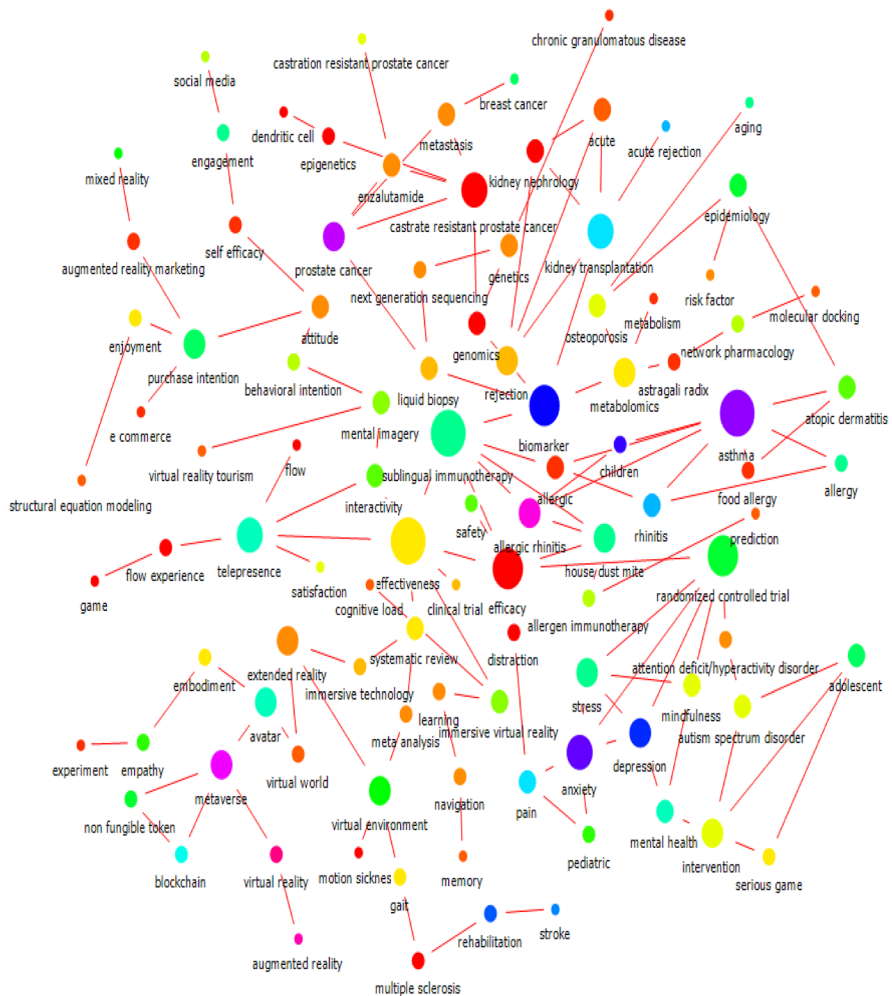 chronic granulomatous disease
castration resistant prostate cancer
social media
breast cancer
aging
dendritic cell
metastasis
acute
acute rejection
engagement
epigenetics
mixed reality
kidney nephrology
enzalutamide
epidemiology
castrate resistant prostate cancer
self efficacy
augmented reality marketing
prostate cancer
genetics
kidney transplantation
next generation sequencing
risk factor
molecular docking
osteoporosis
metabolism
attitude
enjoyment
genomics
network pharmacology
purchase intention
behavioral intention
liquid biopsy
rejection
metabolomics
astragali radix
atopic dermatitis
e commerce
mental imagery
biomarker
asthma
virtual reality tourism
flow
sublingual immunotherapy
children
food allergy
allergy
structural equation modeling
interactivity
allergic
safety
allergic rhinitis
rhinitis
prediction
telepresence
flow experience
satisfaction
effectiveness
house dust mite
game
cognitive load
clinical trial
efficacy
randomized controlled trial
allergen immunotherapy
systematic review
distraction
extended reality
attention deficit/hyperactivity disorder
embodiment
immersive technology
adolescent
stress
mindfulness
learning
immersive virtual reality
avatar
meta analysis
autism spectrum disorder
experiment
empathy
virtual world
depression
metaverse
anxiety
navigation
pain
non fungible token
virtual environment
mental health
intervention
blockchain
virtual reality
motion sicknes
memory
pediatric
serious game
gait
rehabilitation
stroke
augmented reality
multiple sclerosis